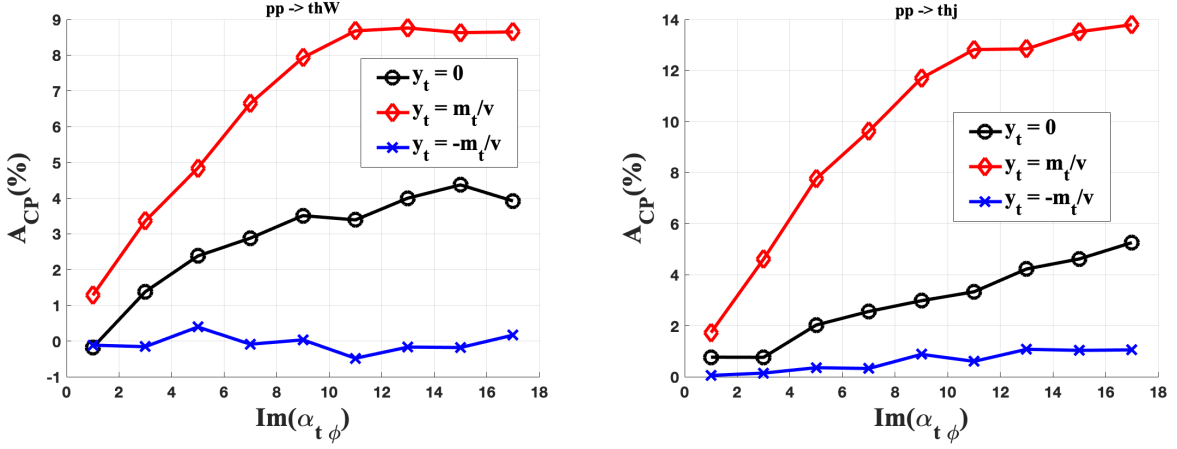 pp -> thW
9
8
7
6
5
4
3
2
1
0
-1
A_CP(%)
y_t = 0
y_t = m_t/v
y_t = -m_t/v
0 2 4 6 8 10 12 14 16 18
Im(α_t ϕ)
pp -> thj
14
12
10
8
6
4
2
0
A_CP(%)
y_t = 0
y_t = m_t/v
y_t = -m_t/v
0 2 4 6 8 10 12 14 16 18
Im(α_t ϕ)